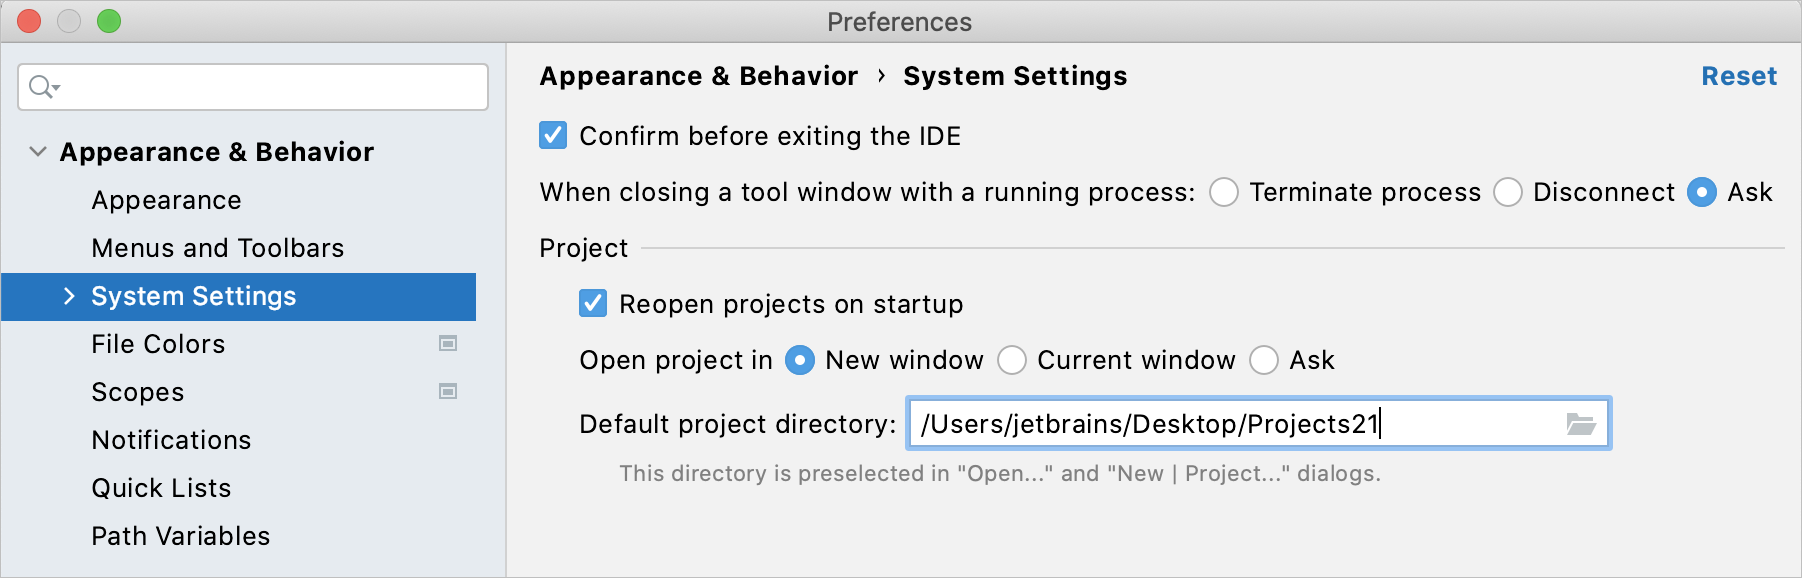 Preferences
Appearance & Behavior
Appearance
Menus and Toolbars
System Settings
File Colors
Scopes
Notifications
Quick Lists
Path Variables
Appearance & Behavior › System Settings Reset
Confirm before exiting the IDE
When closing a tool window with a running process: Terminate process Disconnect Ask
Project
Reopen projects on startup
Open project in New window Current window Ask
Default project directory: /Users/jetbrains/Desktop/Projects21
This directory is preselected in "Open..." and "New | Project..." dialogs.